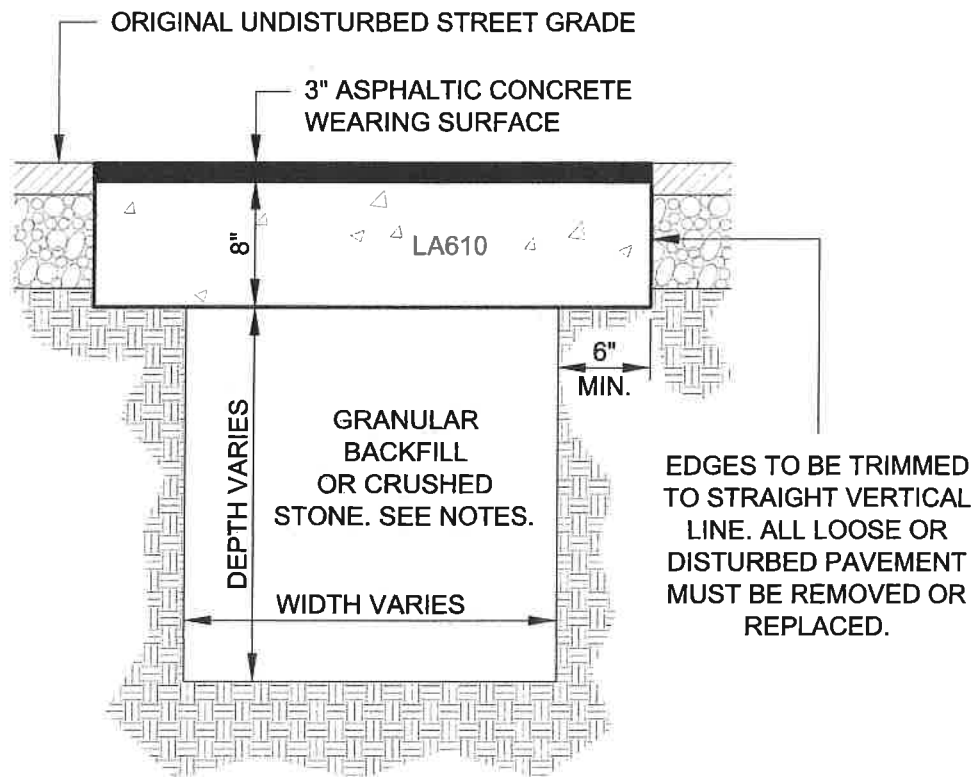 ORIGINAL UNDISTURBED STREET GRADE
3" ASPHALTIC CONCRETE
WEARING SURFACE
8"
LA610
6"
MIN.
DEPTH VARIES
GRANULAR
BACKFILL
OR CRUSHED
STONE. SEE NOTES.
WIDTH VARIES
EDGES TO BE TRIMMED
TO STRAIGHT VERTICAL
LINE. ALL LOOSE OR
DISTURBED PAVEMENT
MUST BE REMOVED OR
REPLACED.